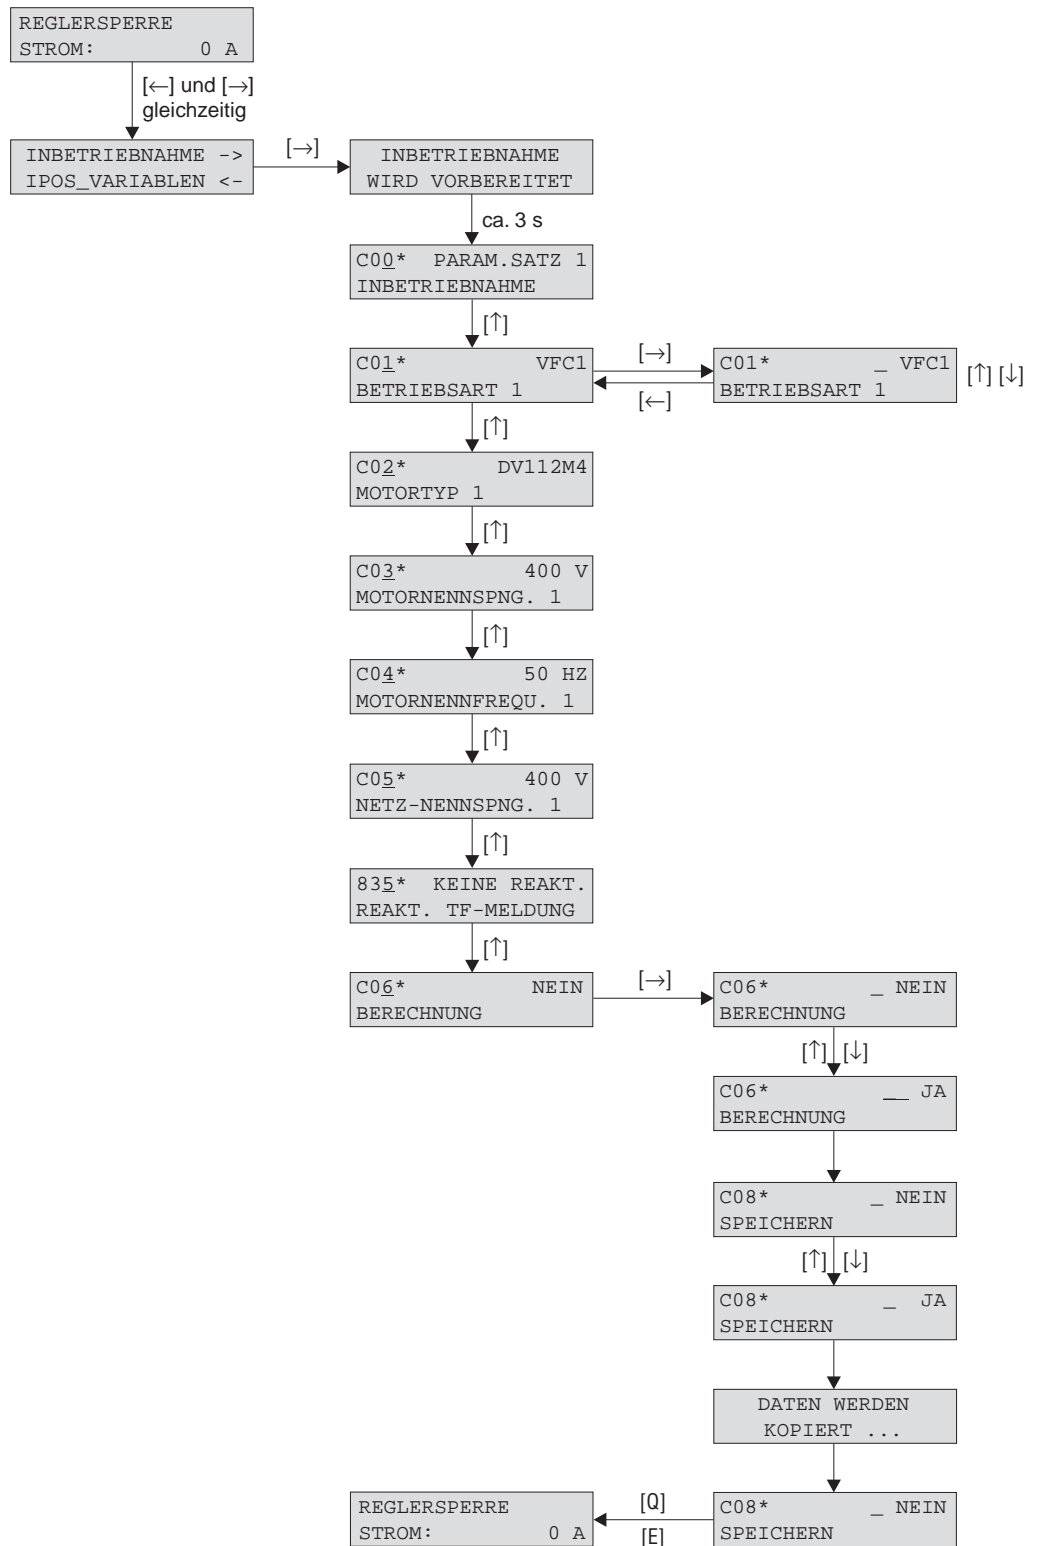 REGLERSPERRE
STROM: 0 A
[←] und [→]
gleichzeitig
INBETRIEBNAHME ->
IPOS_VARIABLEN <-
[→]
INBETRIEBNAHME
WIRD VORBEREITET
ca. 3 s
C00* PARAM.SATZ 1
INBETRIEBNAHME
[↑]
C01* VFC1
BETRIEBSART 1
[→]
[←]
C01* _ VFC1
BETRIEBSART 1
[↑] [↓]
[↑]
C02* DV112M4
MOTORTYP 1
[↑]
C03* 400 V
MOTORNENNSPNG. 1
[↑]
C04* 50 HZ
MOTORNENNFREQU. 1
[↑]
C05* 400 V
NETZ-NENNSPNG. 1
[↑]
835* KEINE REAKT.
REAKT. TF-MELDUNG
[↑]
C06* NEIN
BERECHNUNG
[→]
C06* _ NEIN
BERECHNUNG
[↑] [↓]
C06* __ JA
BERECHNUNG
C08* _ NEIN
SPEICHERN
[↑] [↓]
C08* _ JA
SPEICHERN
DATEN WERDEN
KOPIERT ...
C08* _ NEIN
SPEICHERN
[Q]
[E]
REGLERSPERRE
STROM: 0 A